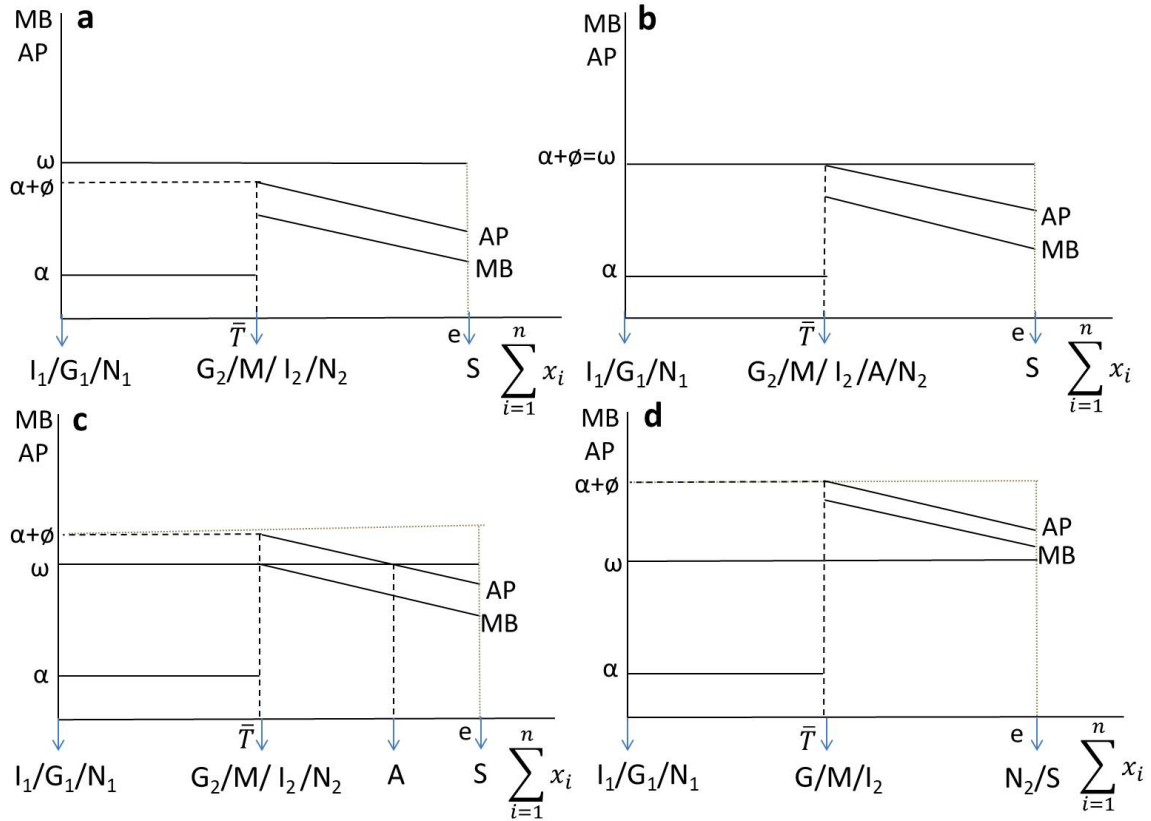 MB
AP
a
ω
α+ø
α
AP
MB
T̅
e
I₁/G₁/N₁
G₂/M/ I₂/N₂
S
n
∑ xᵢ
i=1
MB
AP
b
α+ø=ω
α
AP
MB
T̅
e
I₁/G₁/N₁
G₂/M/ I₂/A/N₂
S
n
∑ xᵢ
i=1
MB
AP
c
α+ø
ω
α
AP
MB
T̅
e
I₁/G₁/N₁
G₂/M/ I₂/N₂
A
S
n
∑ xᵢ
i=1
MB
AP
d
α+ø
ω
α
AP
MB
T̅
e
I₁/G₁/N₁
G/M/I₂
N₂/S
n
∑ xᵢ
i=1